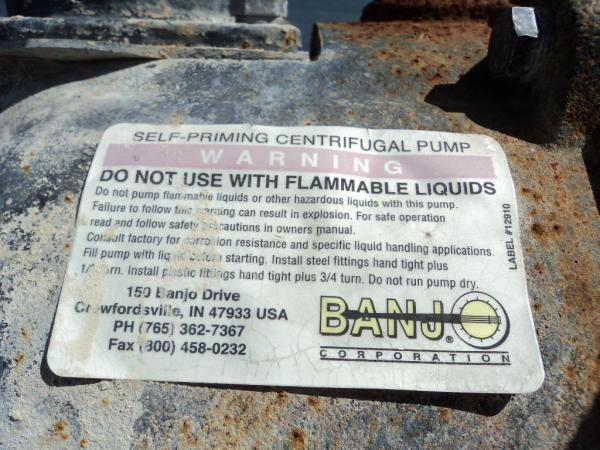 SELF-PRIMING CENTRIFUGAL PUMP
WARNING
DO NOT USE WITH FLAMMABLE LIQUIDS
Do not pump flammable liquids or other hazardous liquids with this pump.
Failure to follow this warning can result in explosion. For safe operation
read and follow safety precautions in owners manual.
Consult factory for corrosion resistance and specific liquid handling applications.
Fill pump with liquid before starting. Install steel fittings hand tight plus
turn. Install plastic fittings hand tight plus 3/4 turn. Do not run pump dry.
150 Banjo Drive
Crawfordsville, IN 47933 USA
PH (765) 362-7367
Fax (800) 458-0232
BANJO®
CORPORATION
LABEL #12910